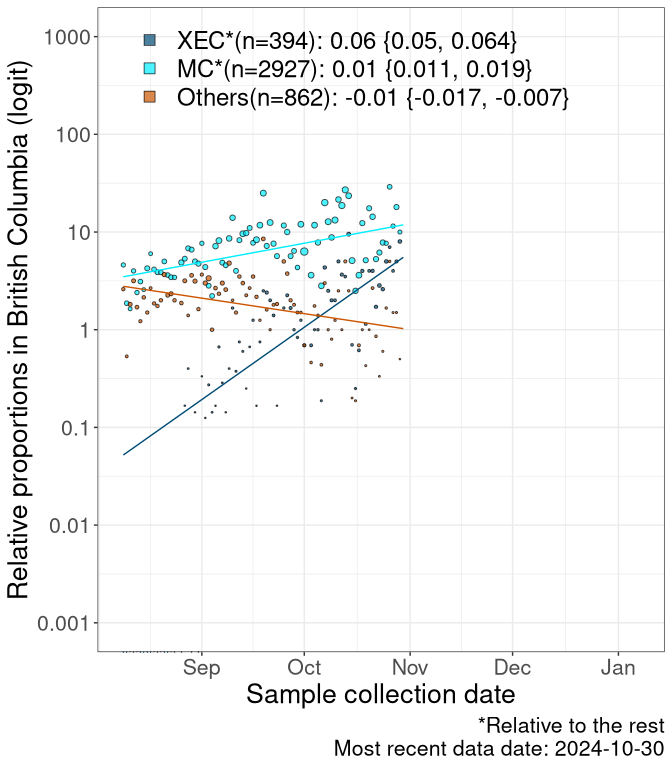 XEC*(n=394): 0.06 {0.05, 0.064}
MC*(n=2927): 0.01 {0.011, 0.019}
Others(n=862): -0.01 {-0.017, -0.007}
Relative proportions in British Columbia (logit)
1000
100
10
1
0.1
0.01
0.001
Sep Oct Nov Dec Jan
Sample collection date
*Relative to the rest
Most recent data date: 2024-10-30